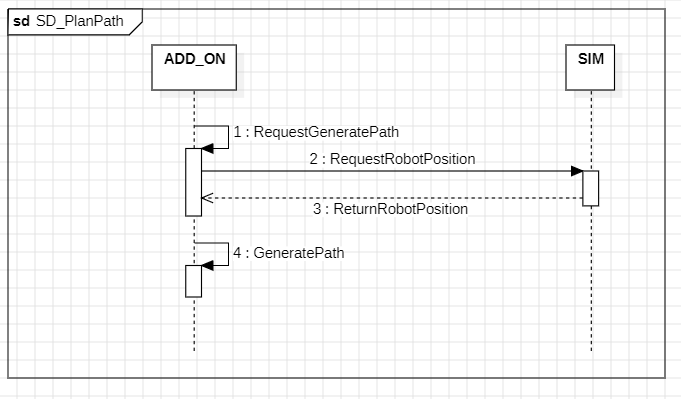 sd SD_PlanPath
ADD_ON
SIM
1 : RequestGeneratePath
2 : RequestRobotPosition
3 : ReturnRobotPosition
4 : GeneratePath